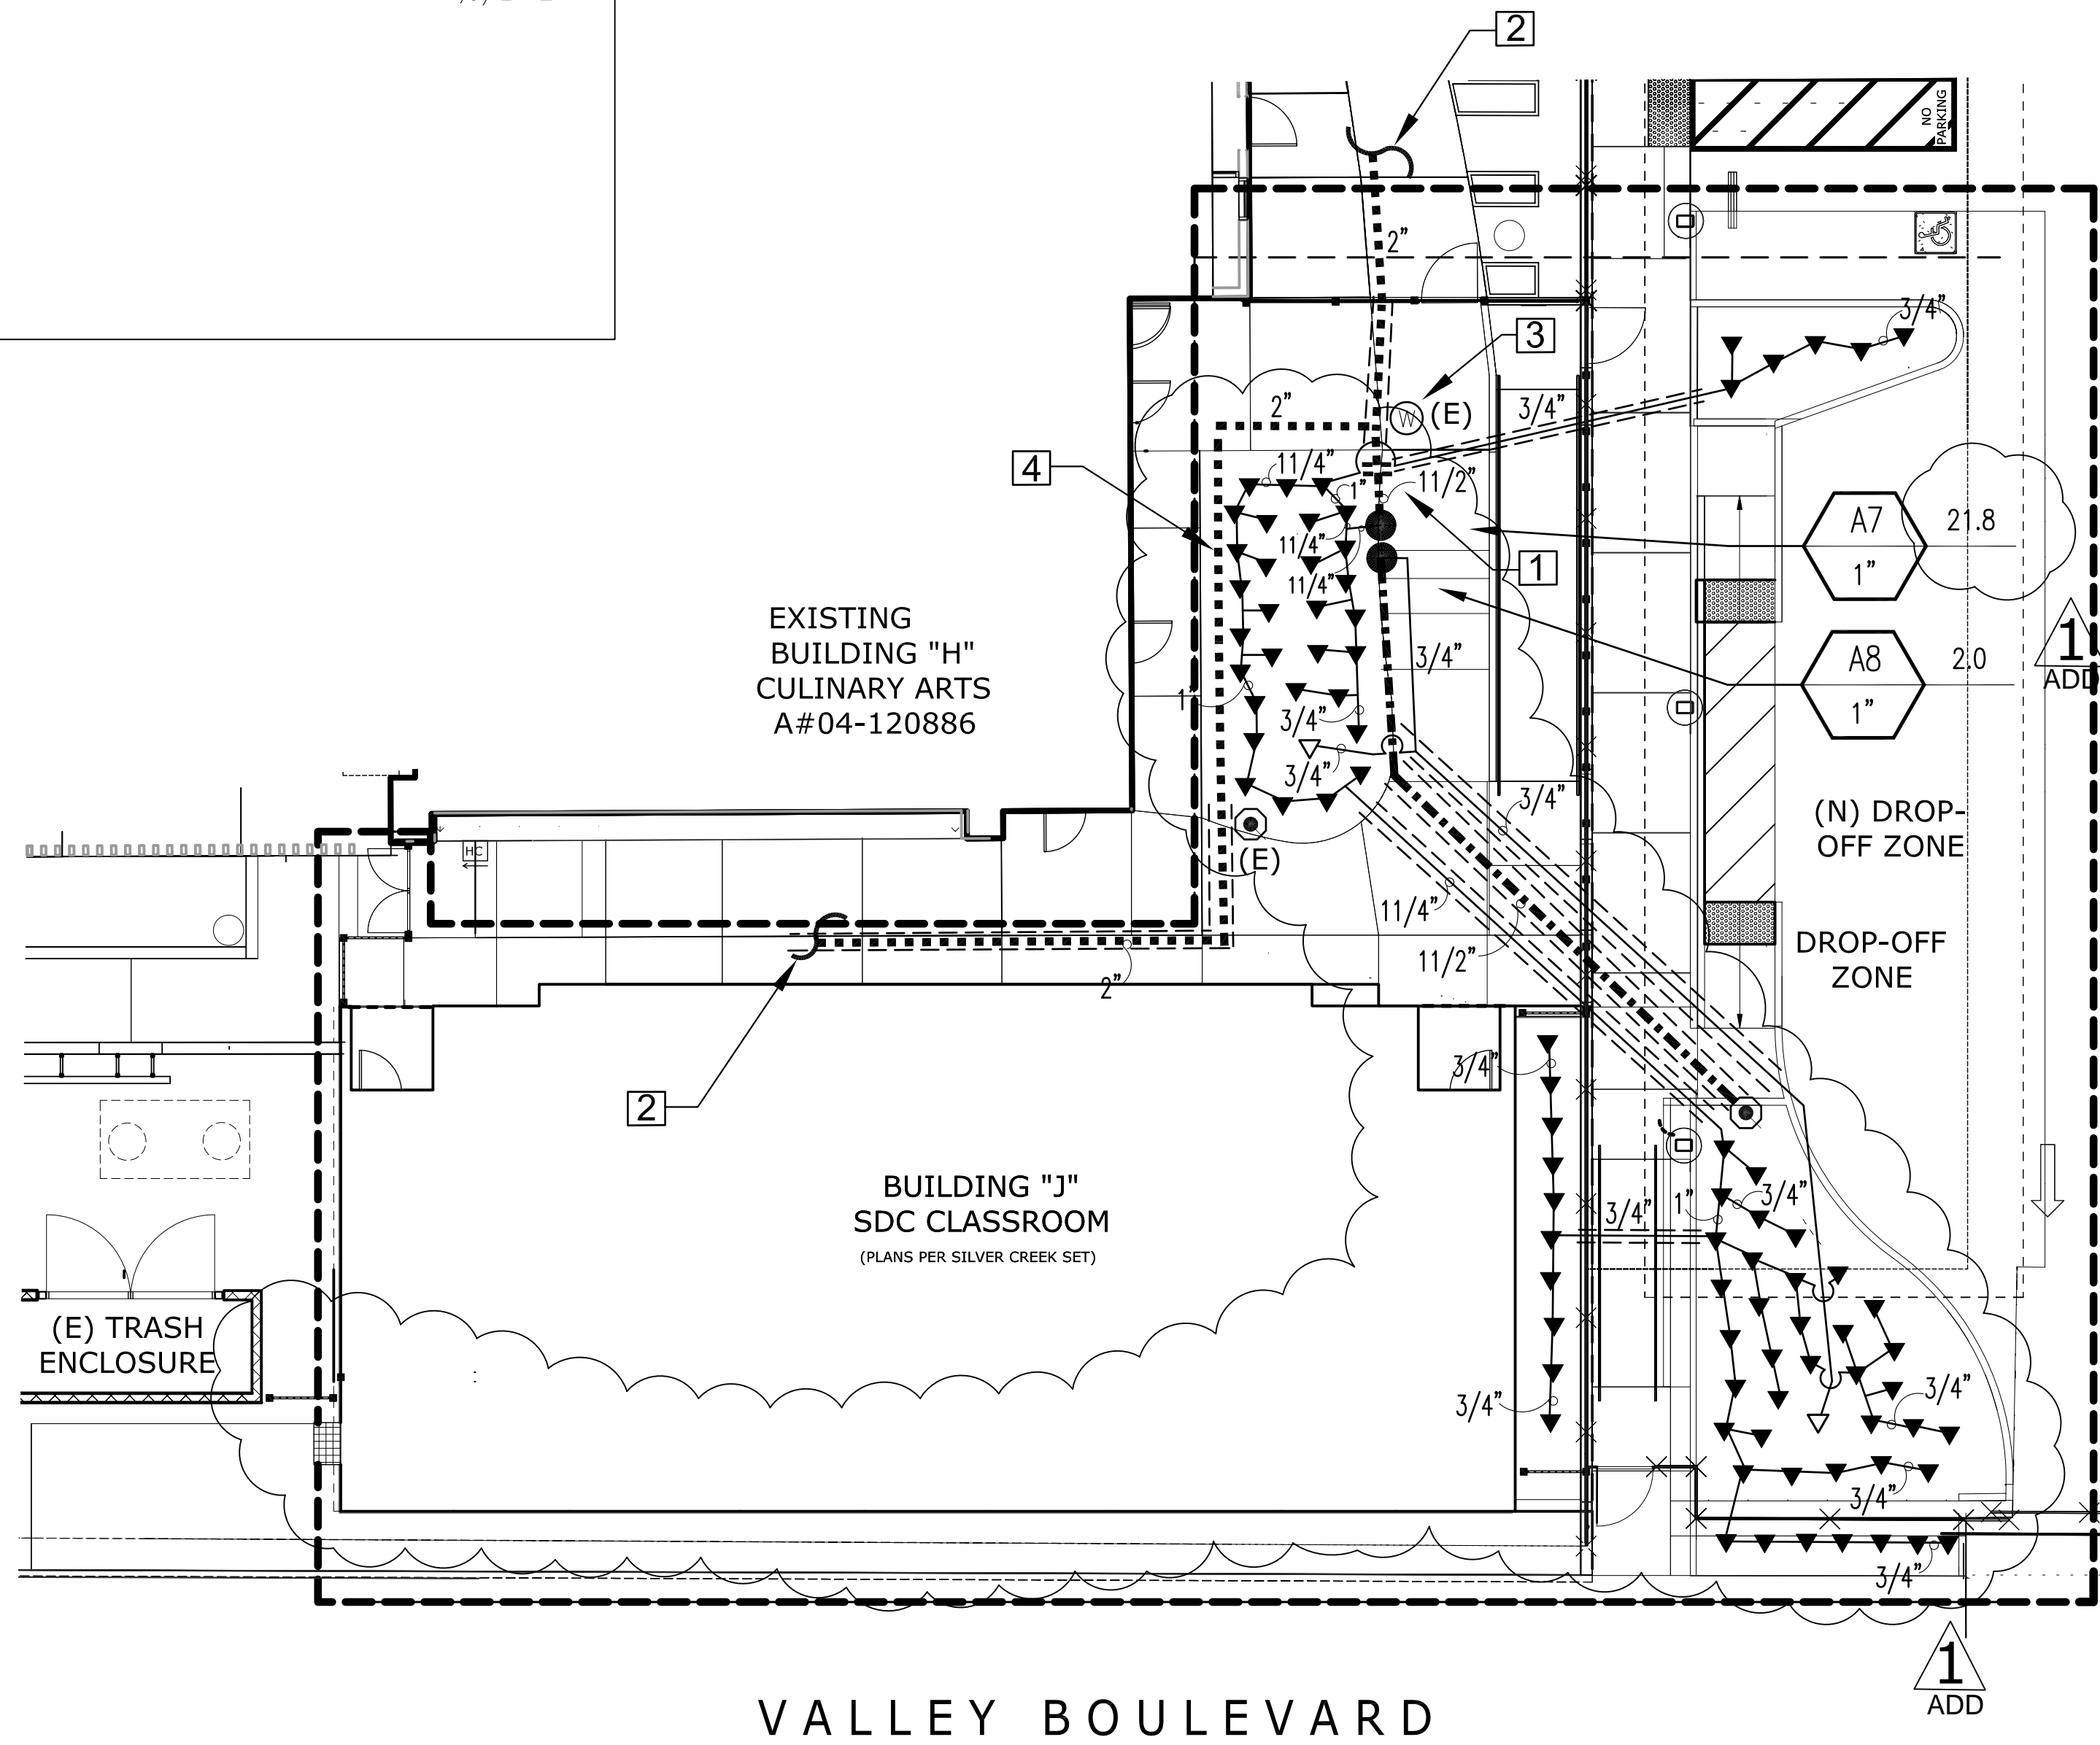 2
NO
PARKING
2"
3/4"
3
W
(E)
3/4"
2"
4
11/4"
1"
11/2"
A7
21.8
1"
11/4"
1
11/4"
EXISTING
BUILDING "H"
CULINARY ARTS
A#04-120886
3/4"
A8
2.0
1"
1
ADD
1"
3/4"
3/4"
3/4"
(N) DROP-
OFF ZONE
HC
(E)
11/4"
11/2"
DROP-OFF
ZONE
2"
2
3/4"
BUILDING "J"
SDC CLASSROOM
(PLANS PER SILVER CREEK SET)
3/4"
1"
3/4"
(E) TRASH
ENCLOSURE
3/4"
3/4"
3/4"
3/4"
1
ADD
VALLEY BOULEVARD